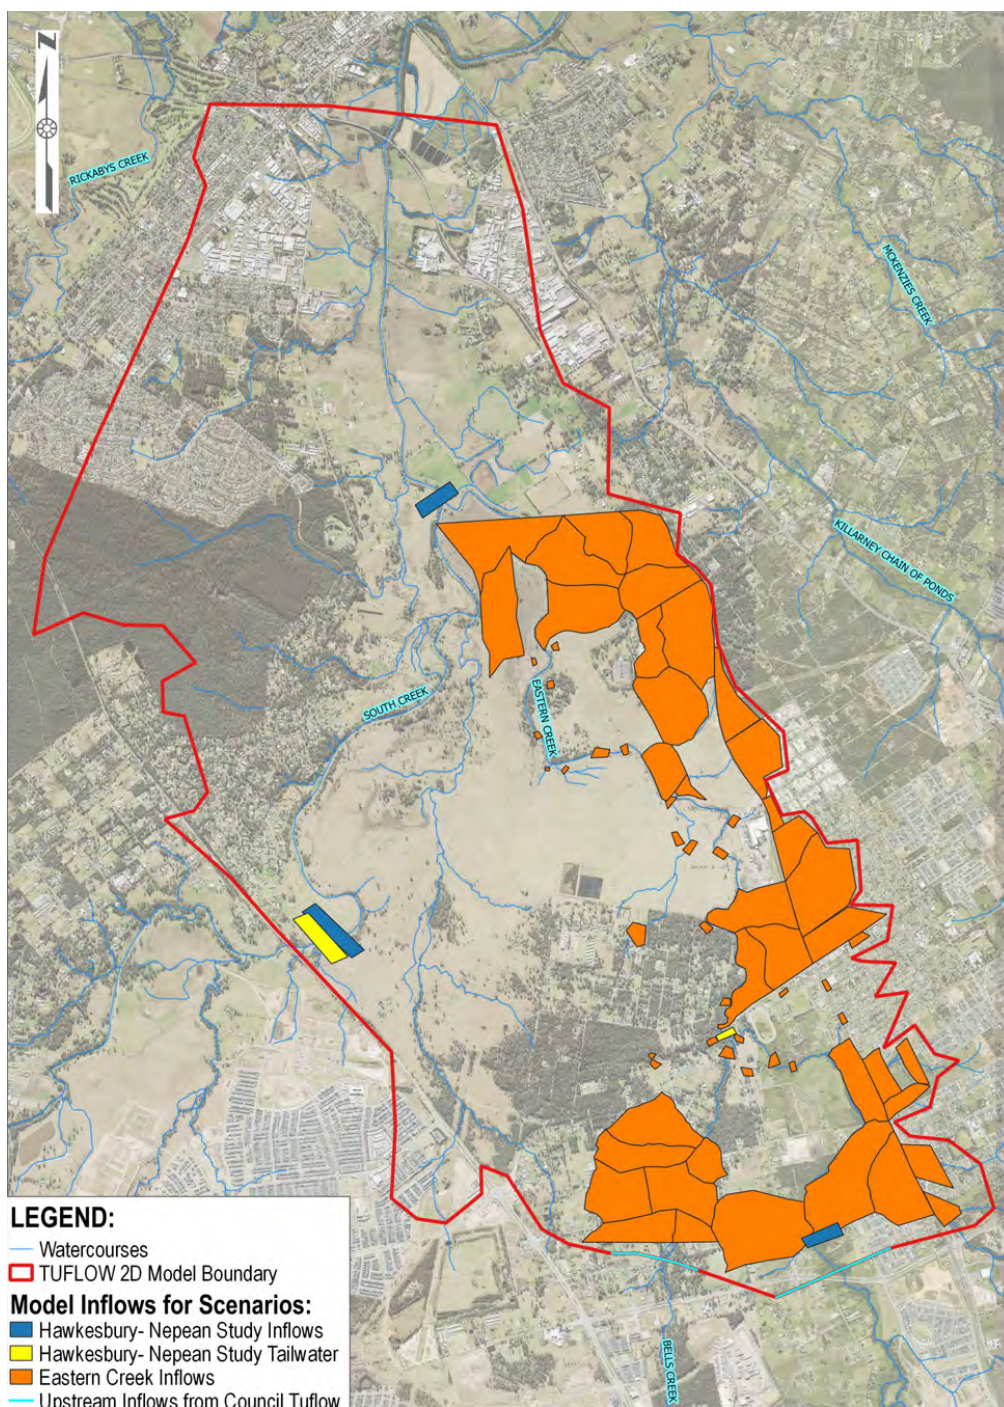 N
RICKABYS CREEK
MCKENZIES CREEK
KILLARNEY CHAIN OF PONDS
SOUTH CREEK
EASTERN CREEK
BELLS CREEK
LEGEND:
Watercourses
TUFLOW 2D Model Boundary
Model Inflows for Scenarios:
Hawkesbury- Nepean Study Inflows
Hawkesbury- Nepean Study Tailwater
Eastern Creek Inflows
Upstream Inflows from Council Tuflow